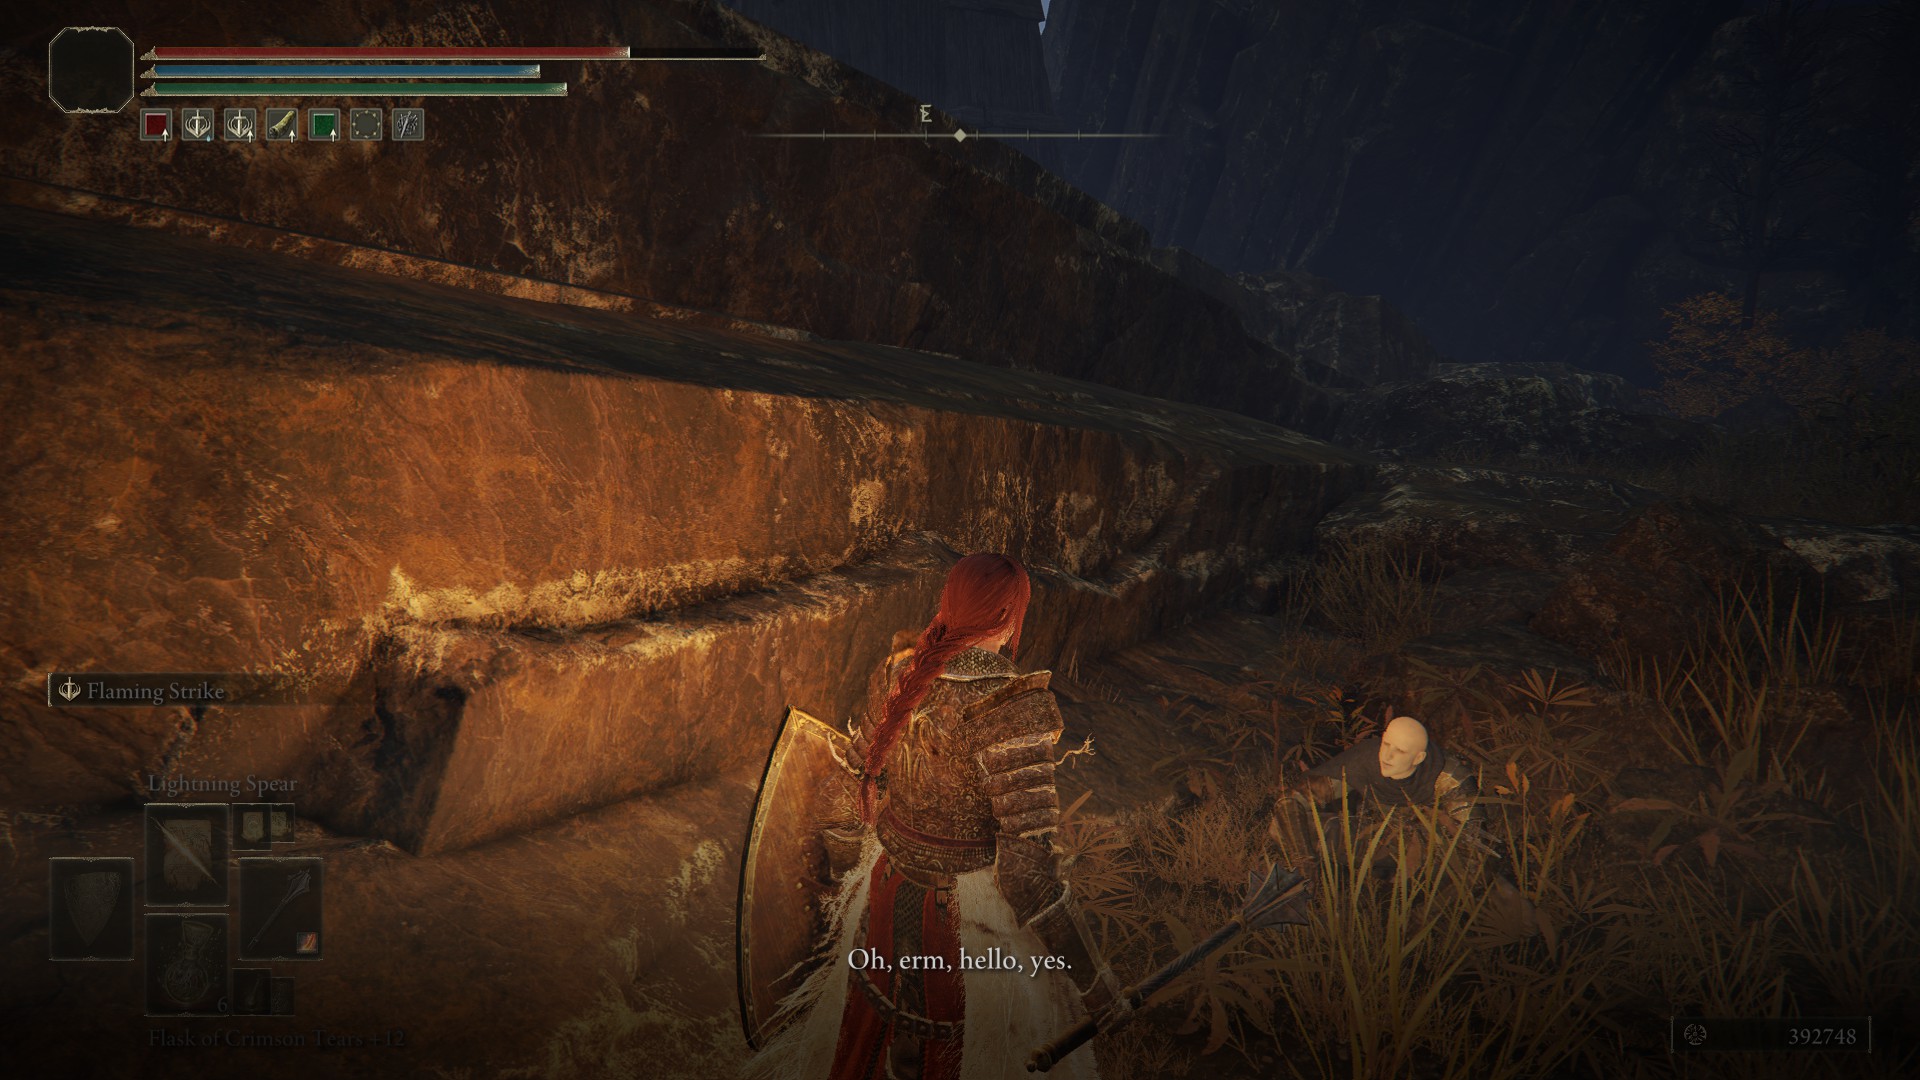 E
Flaming Strike
Lightning Spear
6
Flask of Crimson Tears +12
Oh, erm, hello, yes.
392748